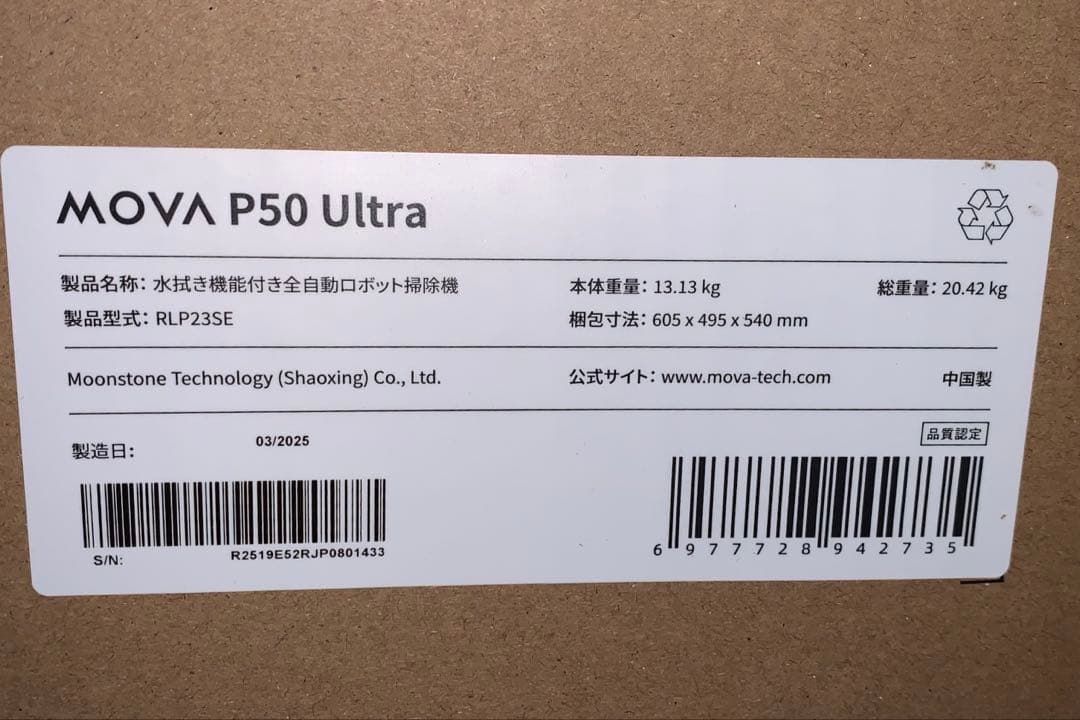 MOVA P50 Ultra
製品名称：水拭き機能付き全自動ロボット掃除機
本体重量：13.13 kg
総重量：20.42 kg
製品型式：RLP23SE
梱包寸法：605 x 495 x 540 mm
Moonstone Technology (Shaoxing) Co., Ltd.
公式サイト：www.mova-tech.com
中国製
製造日：
03/2025
品質認定
S/N:
R2519E52RJP0801433
6 977728 942735